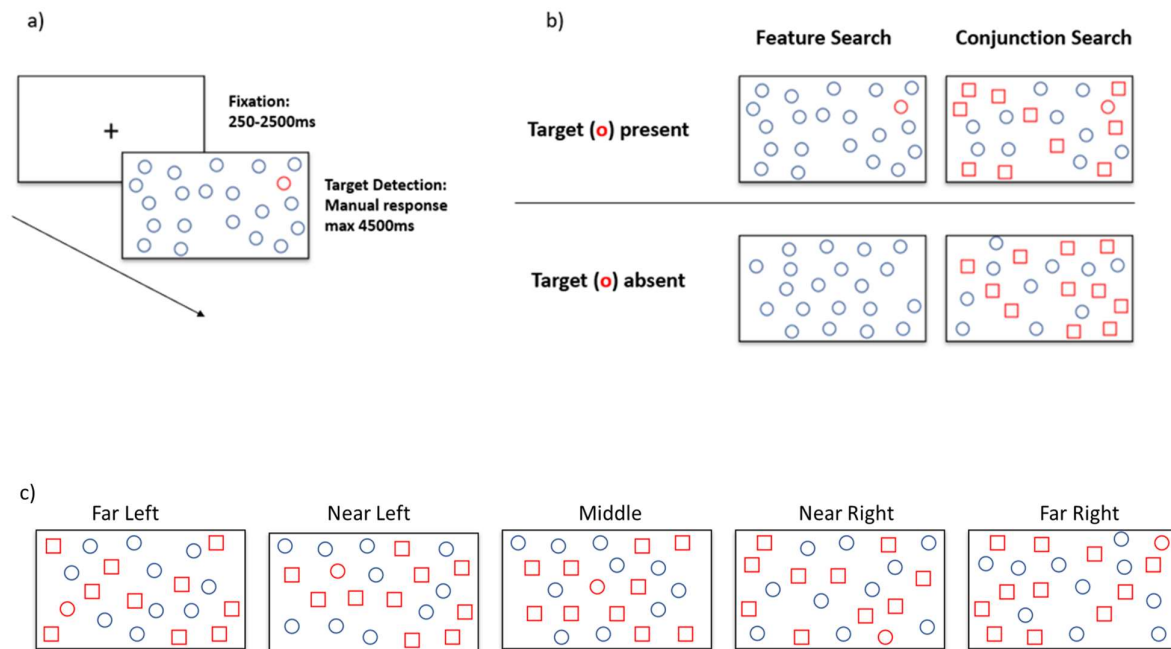 a)
Fixation:
250-2500ms
Target Detection:
Manual response
max 4500ms
b)
Feature Search Conjunction Search
Target (o) present
Target (o) absent
c)
Far Left Near Left Middle Near Right Far Right